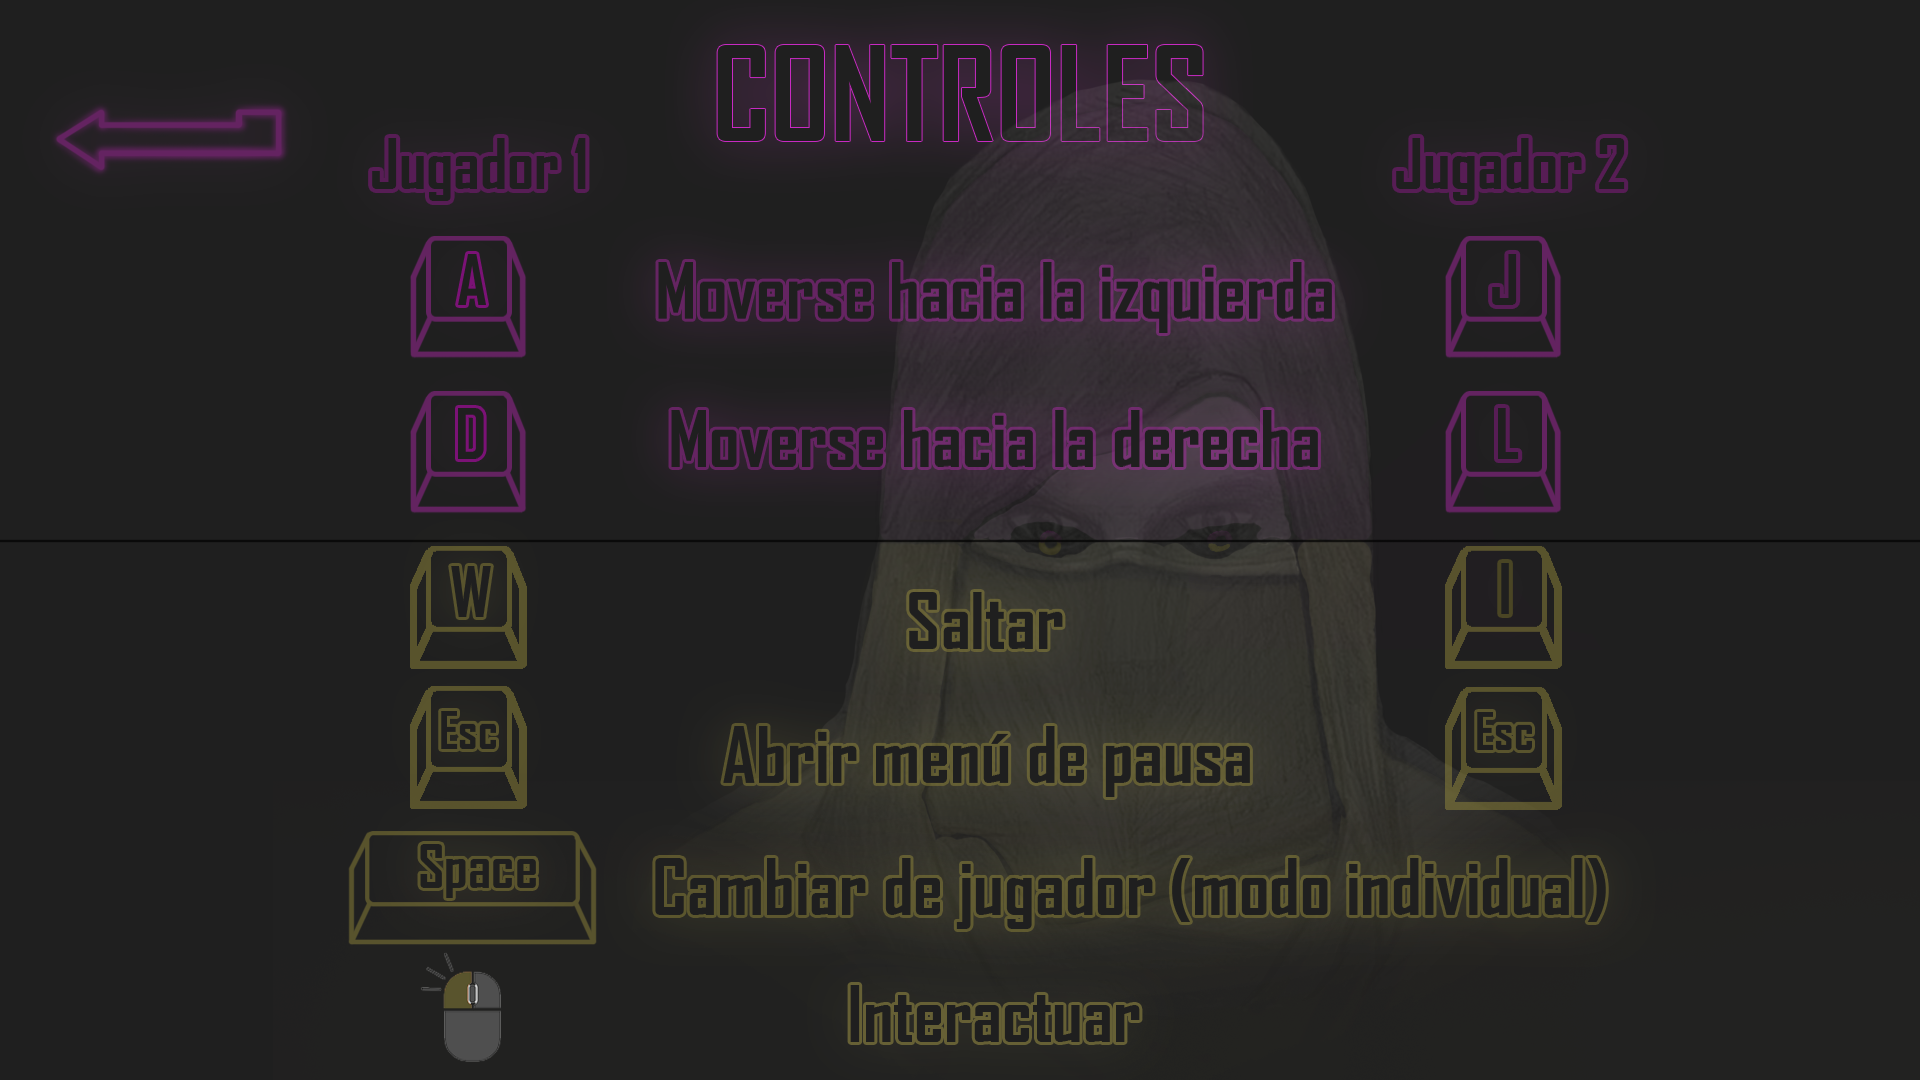 CONTROLES
Jugador 1
Jugador 2
A Moverse hacia la izquierda J
D Moverse hacia la derecha L
W Saltar I
Esc Abrir menú de pausa Esc
Space Cambiar de jugador (modo individual)
Interactuar